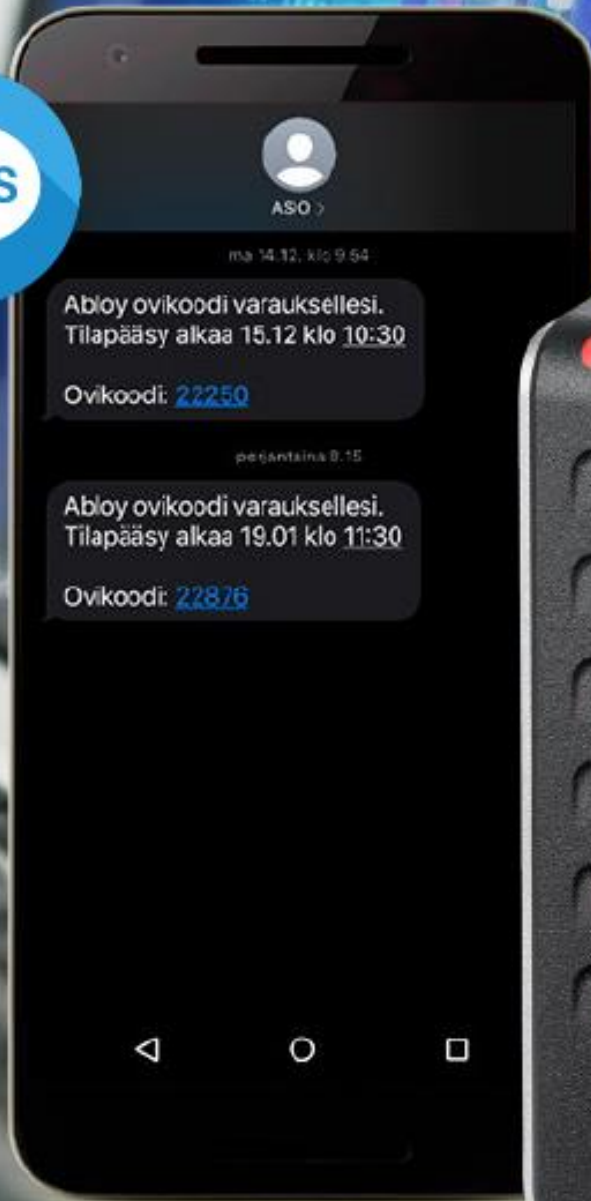 S
ASIO >
ma 14.12. klo 9.54
Abloy ovikoodi varauksellesi.
Tilapääsy alkaa 15.12 klo 10:30
Ovikoodi: 22250
perjantaina 8.15
Abloy ovikoodi varauksellesi.
Tilapääsy alkaa 19.01 klo 11:30
Ovikoodi: 22876